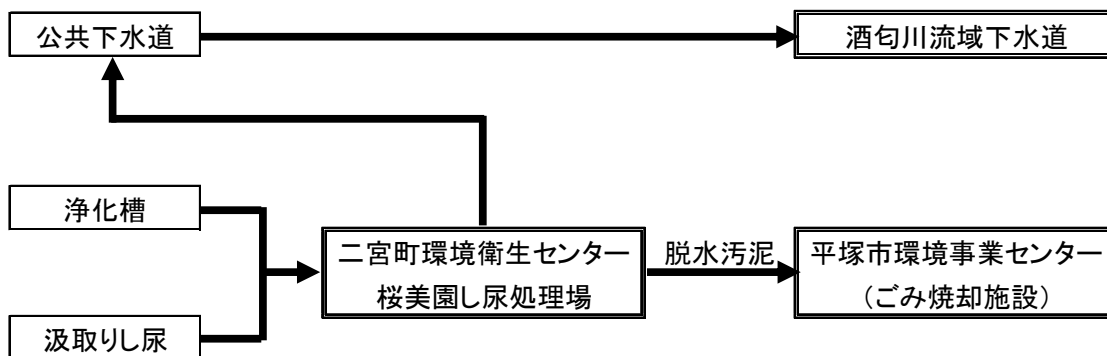 公共下水道
酒匂川流域下水道
浄化槽
汲取りし尿
二宮町環境衛生センター
桜美園し尿処理場
脱水汚泥
平塚市環境事業センター
（ごみ焼却施設）